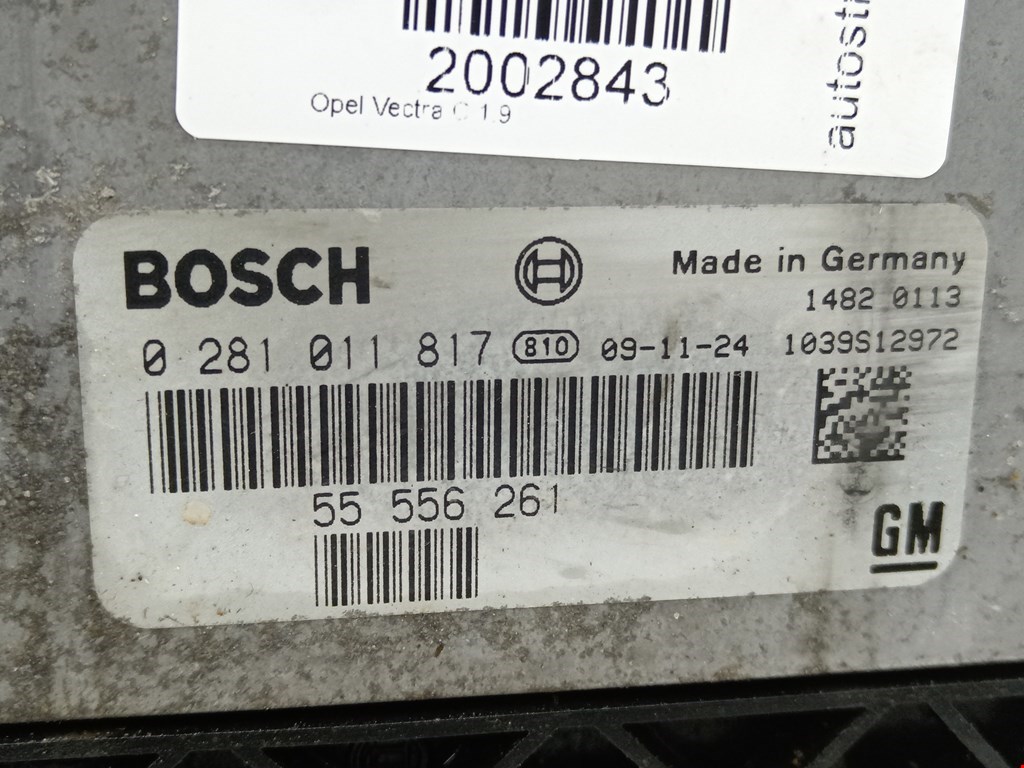 2002843
Opel Vectra C 1.9
BOSCH
Made in Germany
1482 0113
0 281 011 817 810 09-11-24 1039S12972
55 556 261
GM